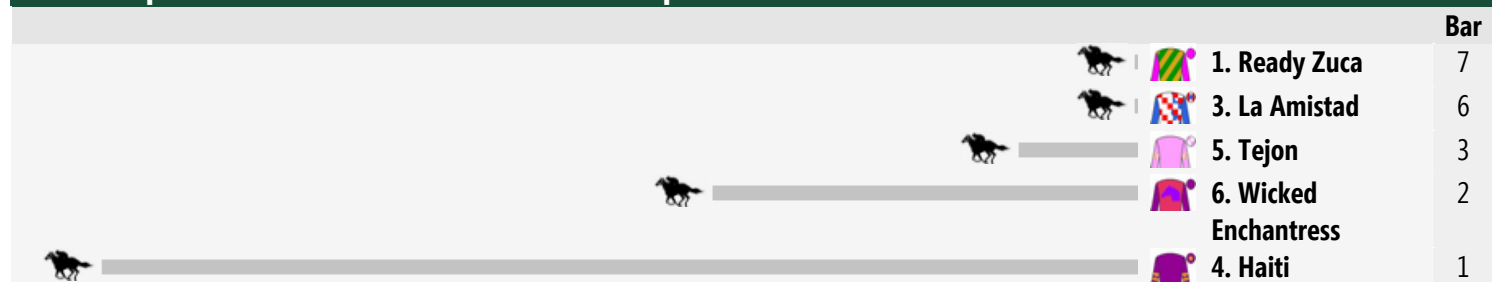 Bar
1. Ready Zuca 7
3. La Amistad 6
5. Tejon 3
6. Wicked 2
Enchantress
4. Haiti 1